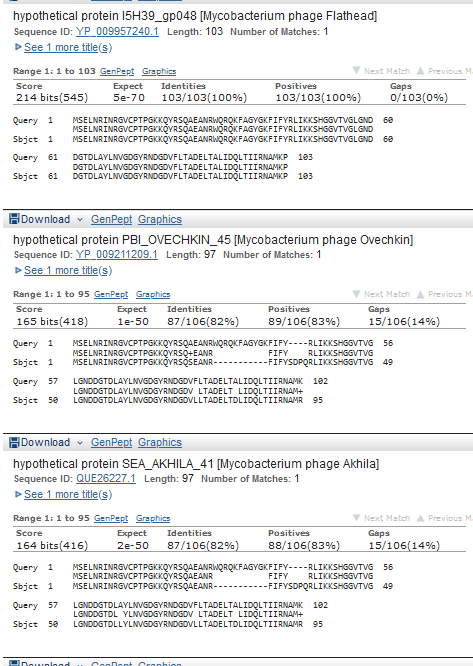 hypothetical protein I5H39_gp048 [Mycobacterium phage Flathead]
Sequence ID: YP_009957240.1 Length: 103 Number of Matches: 1
See 1 more title(s)
Range 1: 1 to 103 GenPept Graphics Next Match Previous M
Score Expect Identities Positives Gaps
214 bits(545) 5e-70 103/103(100%) 103/103(100%) 0/103(0%)
Query 1 MSELNRINRGVCPTPGKKQYRSQAEANRWQRQKFAGYGKFIFYRLIKKSHGGVTVGLGND 60
MSELNRINRGVCPTPGKKQYRSQAEANRWQRQKFAGYGKFIFYRLIKKSHGGVTVGLGND
Sbjct 1 MSELNRINRGVCPTPGKKQYRSQAEANRWQRQKFAGYGKFIFYRLIKKSHGGVTVGLGND 60
Query 61 DGTDLAYLNVGDGYRNDGDVFLTADELTALIDQLTIIRNAMKP 103
DGTDLAYLNVGDGYRNDGDVFLTADELTALIDQLTIIRNAMKP
Sbjct 61 DGTDLAYLNVGDGYRNDGDVFLTADELTALIDQLTIIRNAMKP 103
Download GenPept Graphics
hypothetical protein PBI_OVECHKIN_45 [Mycobacterium phage Ovechkin]
Sequence ID: YP_009211209.1 Length: 97 Number of Matches: 1
See 1 more title(s)
Range 1: 1 to 95 GenPept Graphics Next Match Previous M
Score Expect Identities Positives Gaps
165 bits(418) 1e-50 87/106(82%) 89/106(83%) 15/106(14%)
Query 1 MSELNRINRGVCPTPGKKQYRSQAEANRWQRQKFAGYGKFIFY----RLIKKSHGGVTVG 56
MSELNRINRGVCPTPGKKQYRSQ+EANR FIFY RLIKKSHGGVTVG
Sbjct 1 MSELNRINRGVCPTPGKKQYRSQSEANR-----------FIFYSDPQRLIKKSHGGVTVG 49
Query 57 LGNDDGTDLAYLNVGDGYRNDGDVFLTADELTALIDQLTIIRNAMK 102
LGNDDGTDLAYLNVGDGYRNDGDV LTADELT LIDQLTIIRNAM+
Sbjct 50 LGNDDGTDLAYLNVGDGYRNDGDVLLTADELTDLIDQLTIIRNAMR 95
Download GenPept Graphics
hypothetical protein SEA_AKHILA_41 [Mycobacterium phage Akhila]
Sequence ID: QUE26227.1 Length: 97 Number of Matches: 1
See 1 more title(s)
Range 1: 1 to 95 GenPept Graphics Next Match Previous M
Score Expect Identities Positives Gaps
164 bits(416) 2e-50 87/106(82%) 88/106(83%) 15/106(14%)
Query 1 MSELNRINRGVCPTPGKKQYRSQAEANRWQRQKFAGYGKFIFY----RLIKKSHGGVTVG 56
MSELNRINRGVCPTPGKKQYRSQAEANR FIFY RLIKKSHGGVTVG
Sbjct 1 MSELNRINRGVCPTPGKKQYRSQAEANR-----------FIFYSDPQRLIKKSHGGVTVG 49
Query 57 LGNDDGTDLAYLNVGDGYRNDGDVFLTADELTALIDQLTIIRNAMK 102
LGNDDGTDL YLNVGDGYRNDGDV LTADELT LIDQLTIIRNAM+
Sbjct 50 LGNDDGTDLLYLNVGDGYRNDGDVLLTADELTNLIDQLTIIRNAMR 95
Download GenPept Graphics